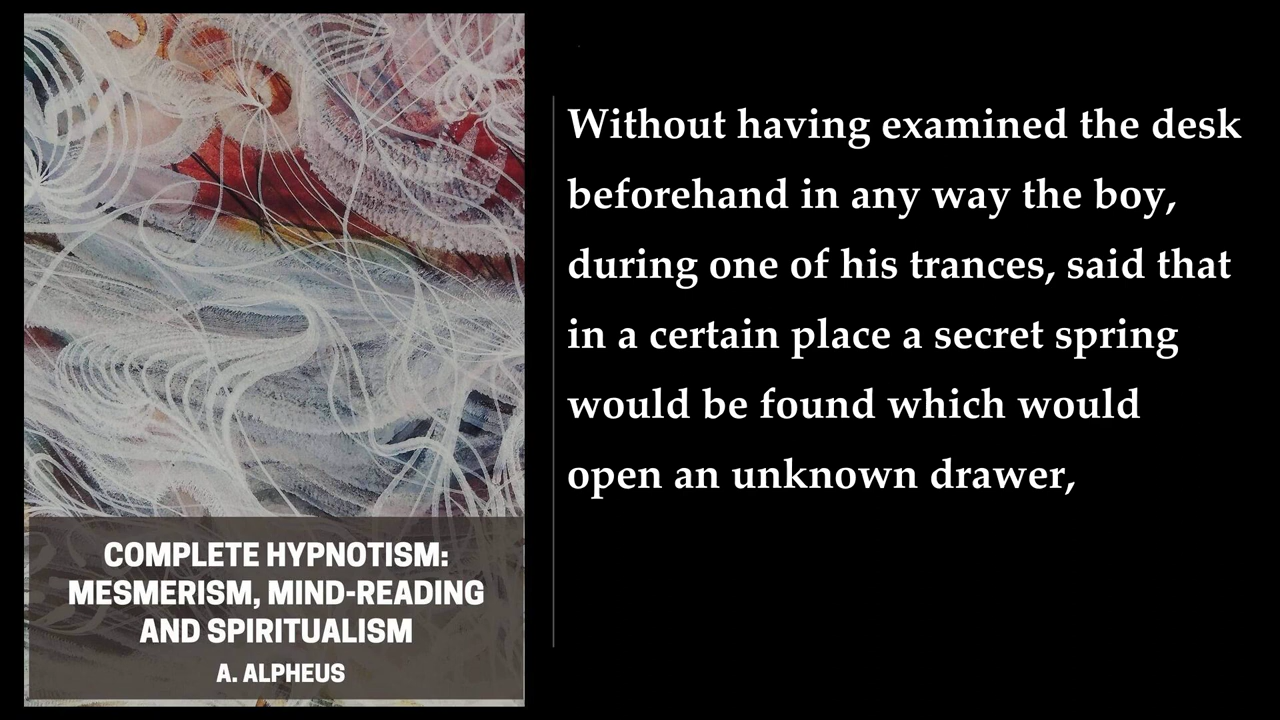 Without having examined the desk
beforehand in any way the boy,
during one of his trances, said that
in a certain place a secret spring
would be found which would
open an unknown drawer,
COMPLETE HYPNOTISM:
MESMERISM, MIND-READING
AND SPIRITUALISM
A. ALPHEUS